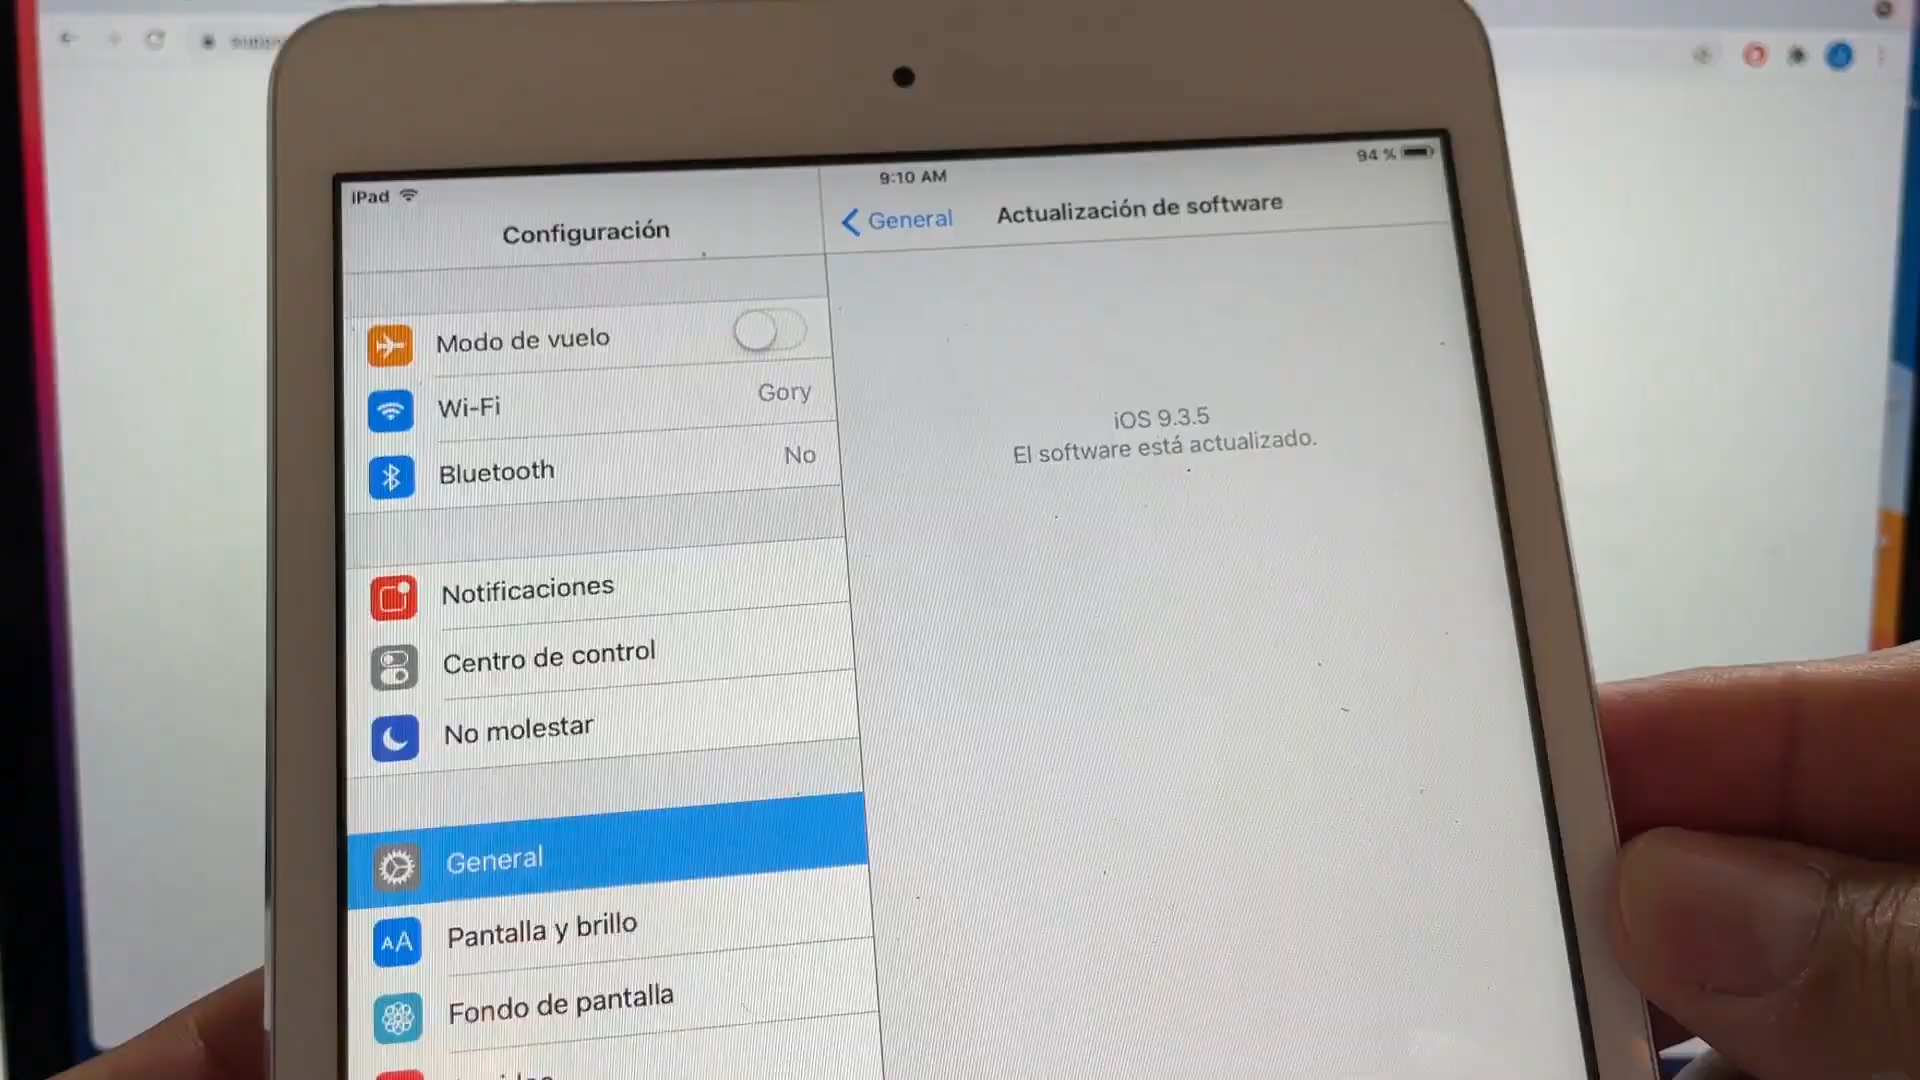 iPad
9:10 AM
94 %
Configuración
General
Actualización de software
Modo de vuelo
Wi-Fi
Gory
Bluetooth
No
iOS 9.3.5
El software está actualizado.
Notificaciones
Centro de control
No molestar
General
AA
Pantalla y brillo
Fondo de pantalla